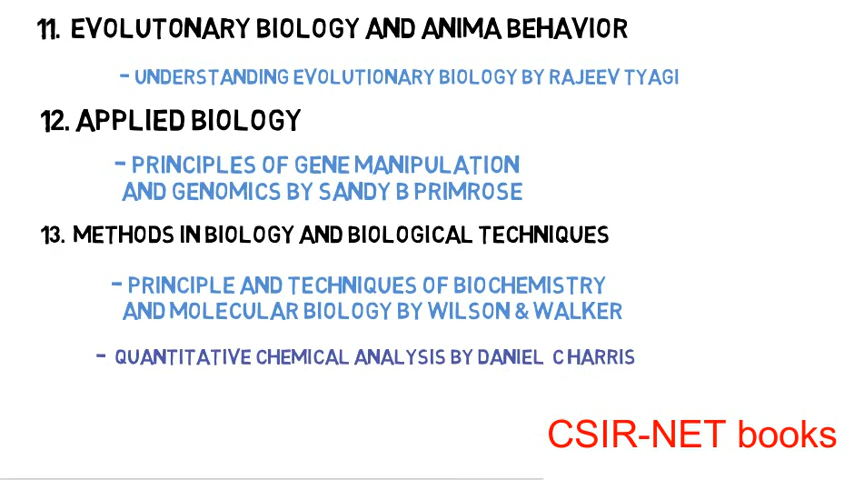 11. EVOLUTONARY BIOLOGY AND ANIMA BEHAVIOR
- UNDERSTANDING EVOLUTIONARY BIOLOGY BY RAJEEV TYAGI
12. APPLIED BIOLOGY
- PRINCIPLES OF GENE MANIPULATION
AND GENOMICS BY SANDY B PRIMROSE
13. METHODS IN BIOLOGY AND BIOLOGICAL TECHNIQUES
- PRINCIPLE AND TECHNIQUES OF BIOCHEMISTRY
AND MOLECULAR BIOLOGY BY WILSON & WALKER
- QUANTITATIVE CHEMICAL ANALYSIS BY DANIEL C HARRIS
CSIR-NET books